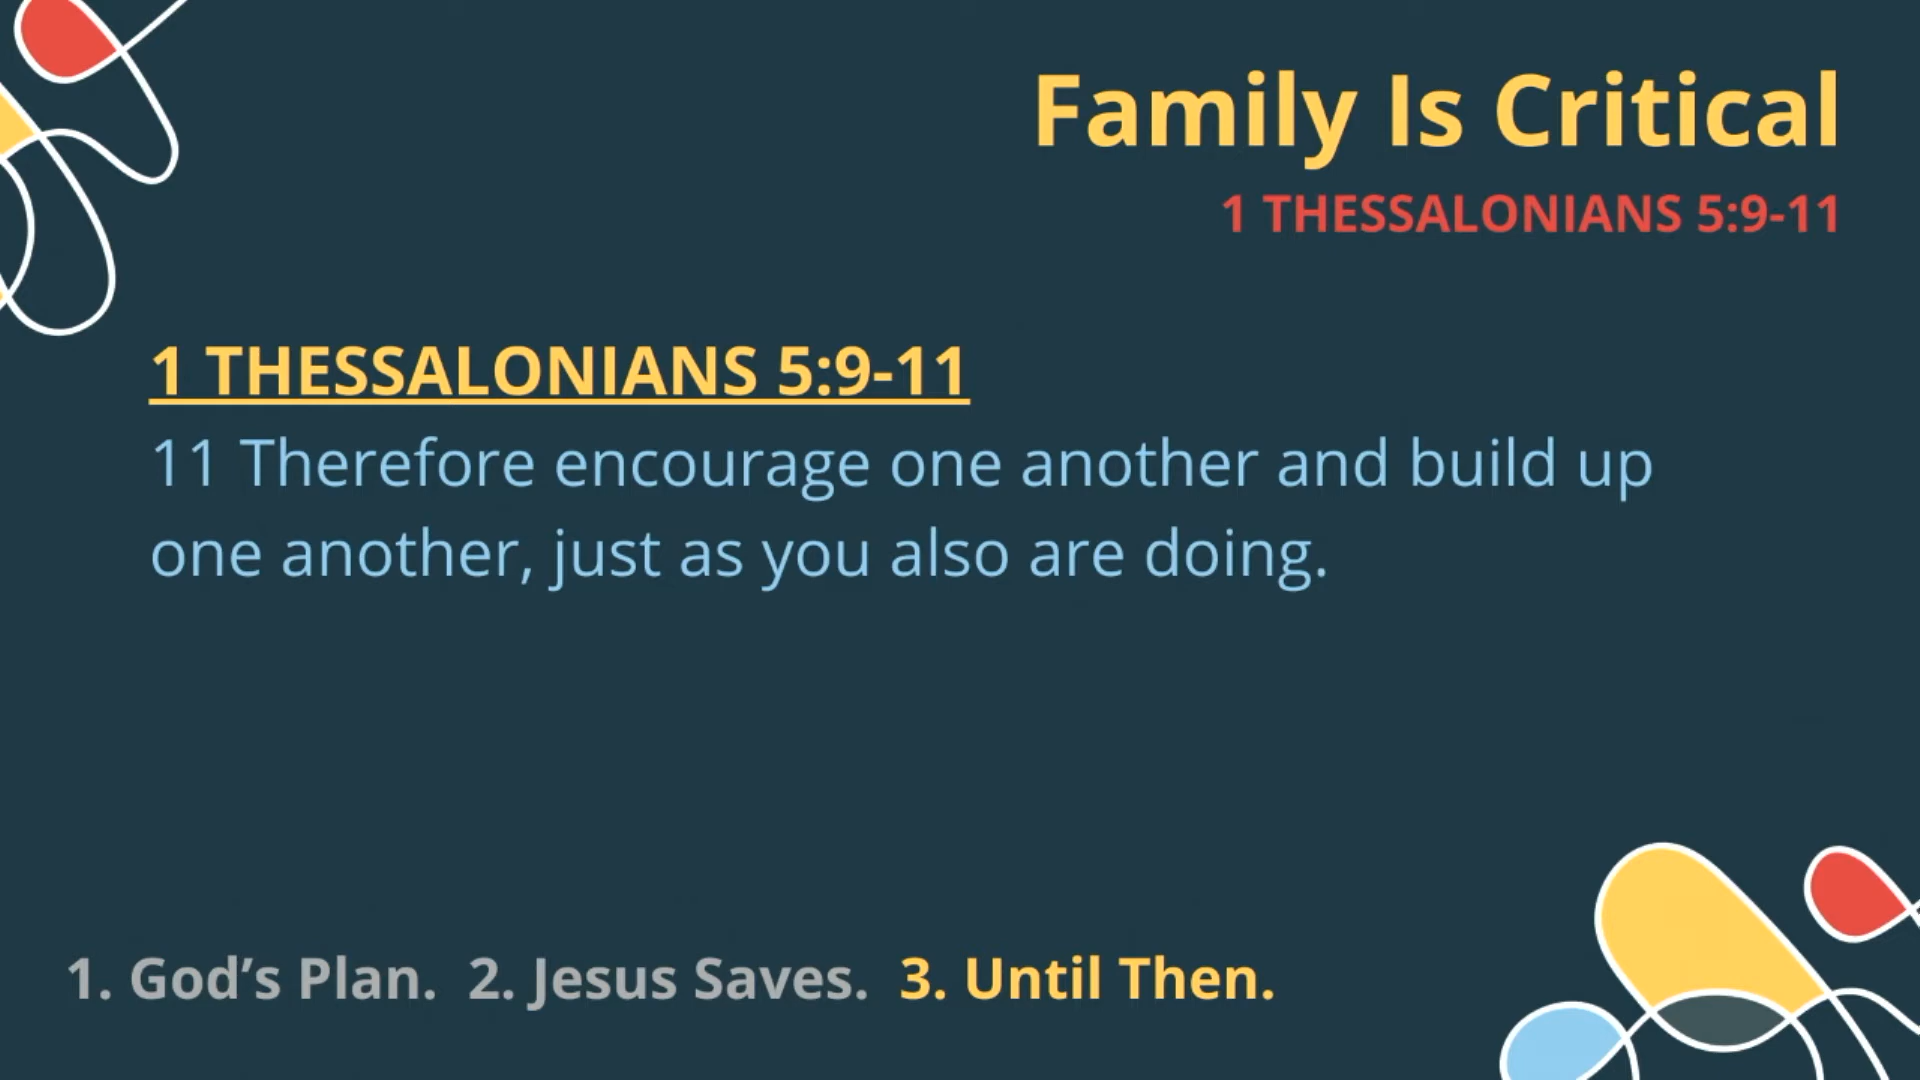 Family Is Critical
1 THESSALONIANS 5:9-11
1 THESSALONIANS 5:9-11
11 Therefore encourage one another and build up
one another, just as you also are doing.
1. God’s Plan. 2. Jesus Saves. 3. Until Then.